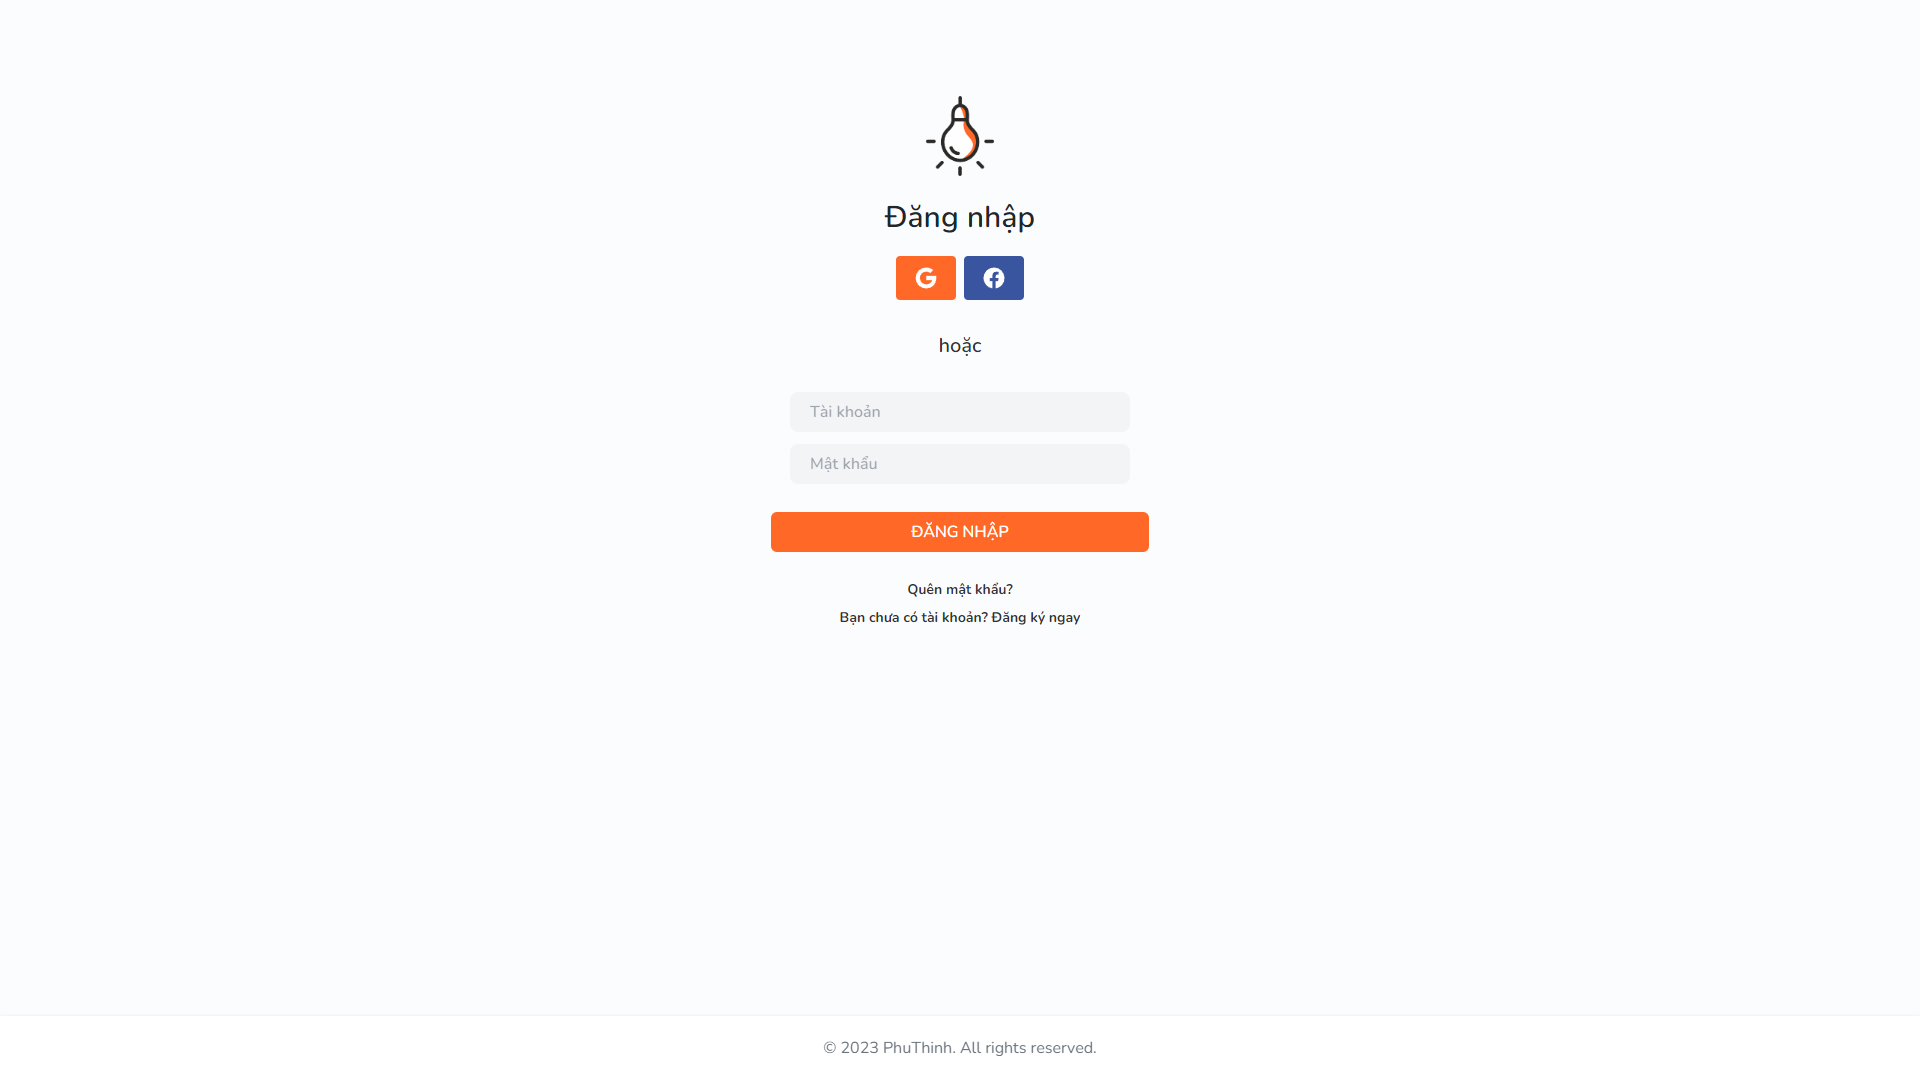 Đăng nhập
hoặc
Tài khoản
Mật khẩu
ĐĂNG NHẬP
Quên mật khẩu?
Bạn chưa có tài khoản? Đăng ký ngay
© 2023 PhuThinh. All rights reserved.